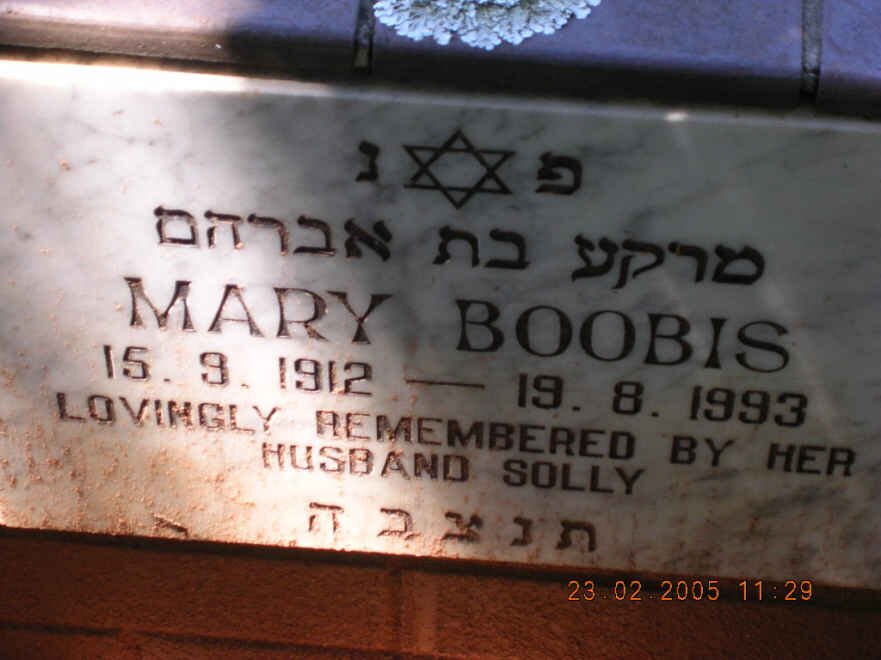 פ נ
מרקע בת אברהם
MARY BOOBIS
15. 9. 1912 — 19. 8. 1993
LOVINGLY REMEMBERED BY HER
HUSBAND SOLLY
תנצבה
23.02.2005 11:29